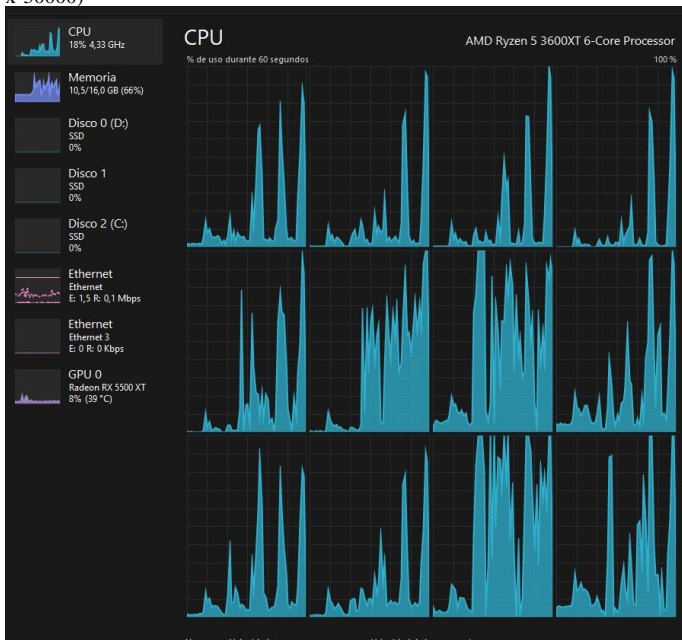 CPU
18% 4,33 GHz
Memoria
10,5/16,0 GB (66%)
Disco 0 (D:)
SSD
0%
Disco 1
SSD
0%
Disco 2 (C:)
SSD
0%
Ethernet
Ethernet
E: 1,5 R: 0,1 Mbps
Ethernet
Ethernet 3
E: 0 R: 0 Kbps
GPU 0
Radeon RX 5500 XT
8% (39 °C)
CPU
AMD Ryzen 5 3600XT 6-Core Processor
% de uso durante 60 segundos
100 %